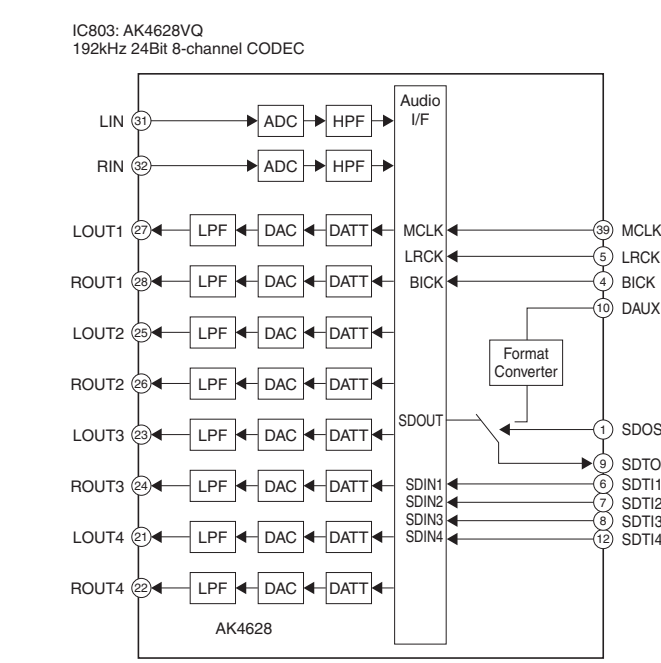 IC803: AK4628VQ
192kHz 24Bit 8-channel CODEC
Audio
I/F
LIN 31 ADC HPF
RIN 32 ADC HPF
LOUT1 27 LPF DAC DATT MCLK 39 MCLK
LRCK 5 LRCK
ROUT1 28 LPF DAC DATT BICK 4 BICK
10 DAUX
LOUT2 25 LPF DAC DATT
Format
Converter
ROUT2 26 LPF DAC DATT
SDOUT
LOUT3 23 LPF DAC DATT 1 SDOS
9 SDTO
ROUT3 24 LPF DAC DATT SDIN1 6 SDTI1
SDIN2 7 SDTI2
SDIN3 8 SDTI3
LOUT4 21 LPF DAC DATT SDIN4 12 SDTI4
ROUT4 22 LPF DAC DATT
AK4628